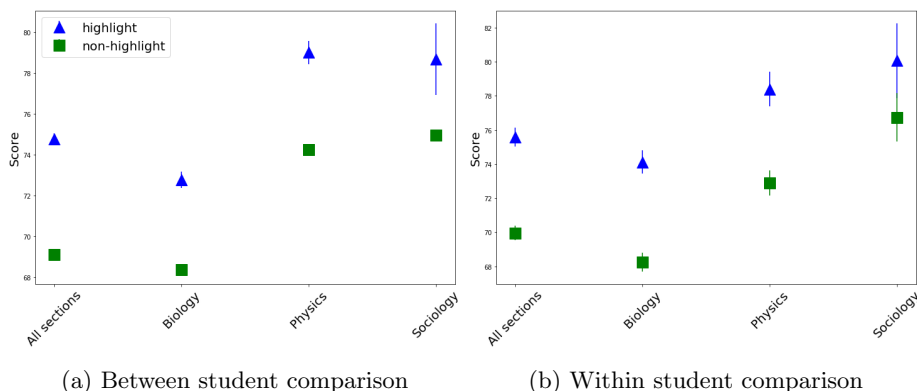 highlight
non-highlight
Score
80
78
76
74
72
70
68
All sections
Biology
Physics
Sociology
(a) Between student comparison
Score
82
80
78
76
74
72
70
68
All sections
Biology
Physics
Sociology
(b) Within student comparison